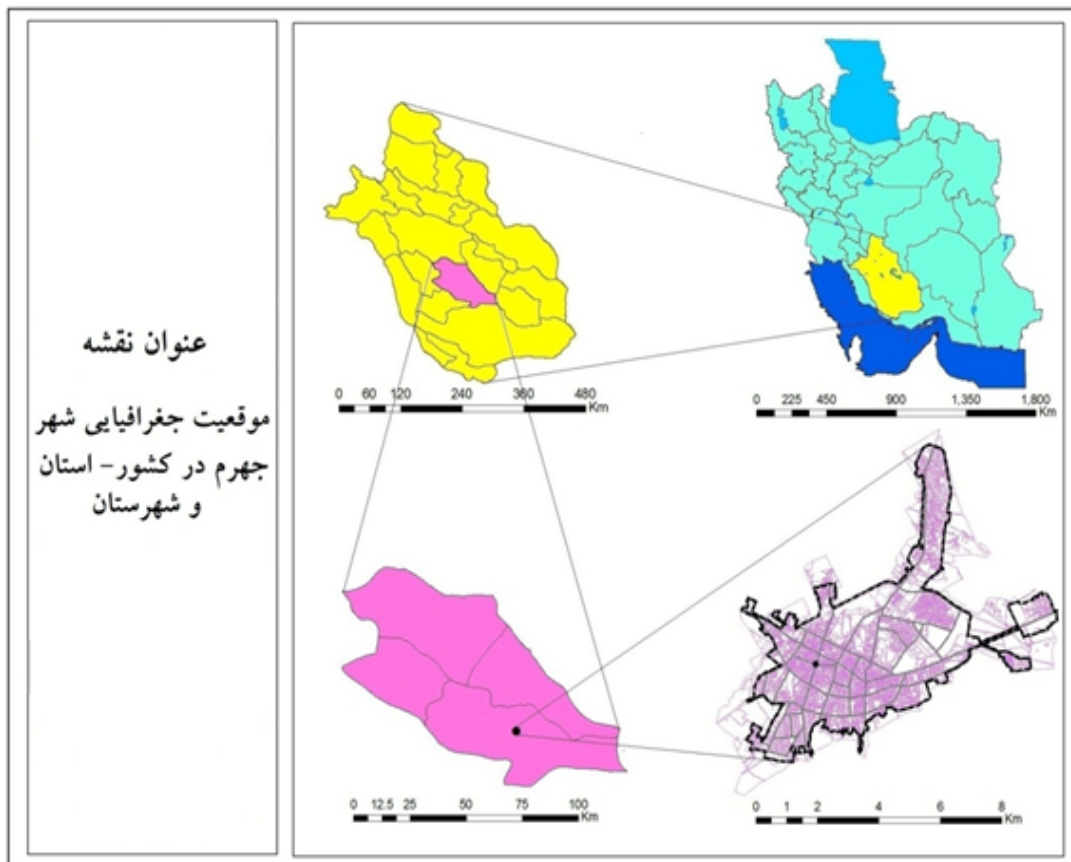 عنوان نقشه
موقعیت جغرافیایی شهر
جهرم در کشور- استان
و شهرستان
0 60 120 240 360 480
Km
0 225 450 900 1,350 1,800
Km
0 12.5 25 50 75 100
Km
0 1 2 4 6 8
Km